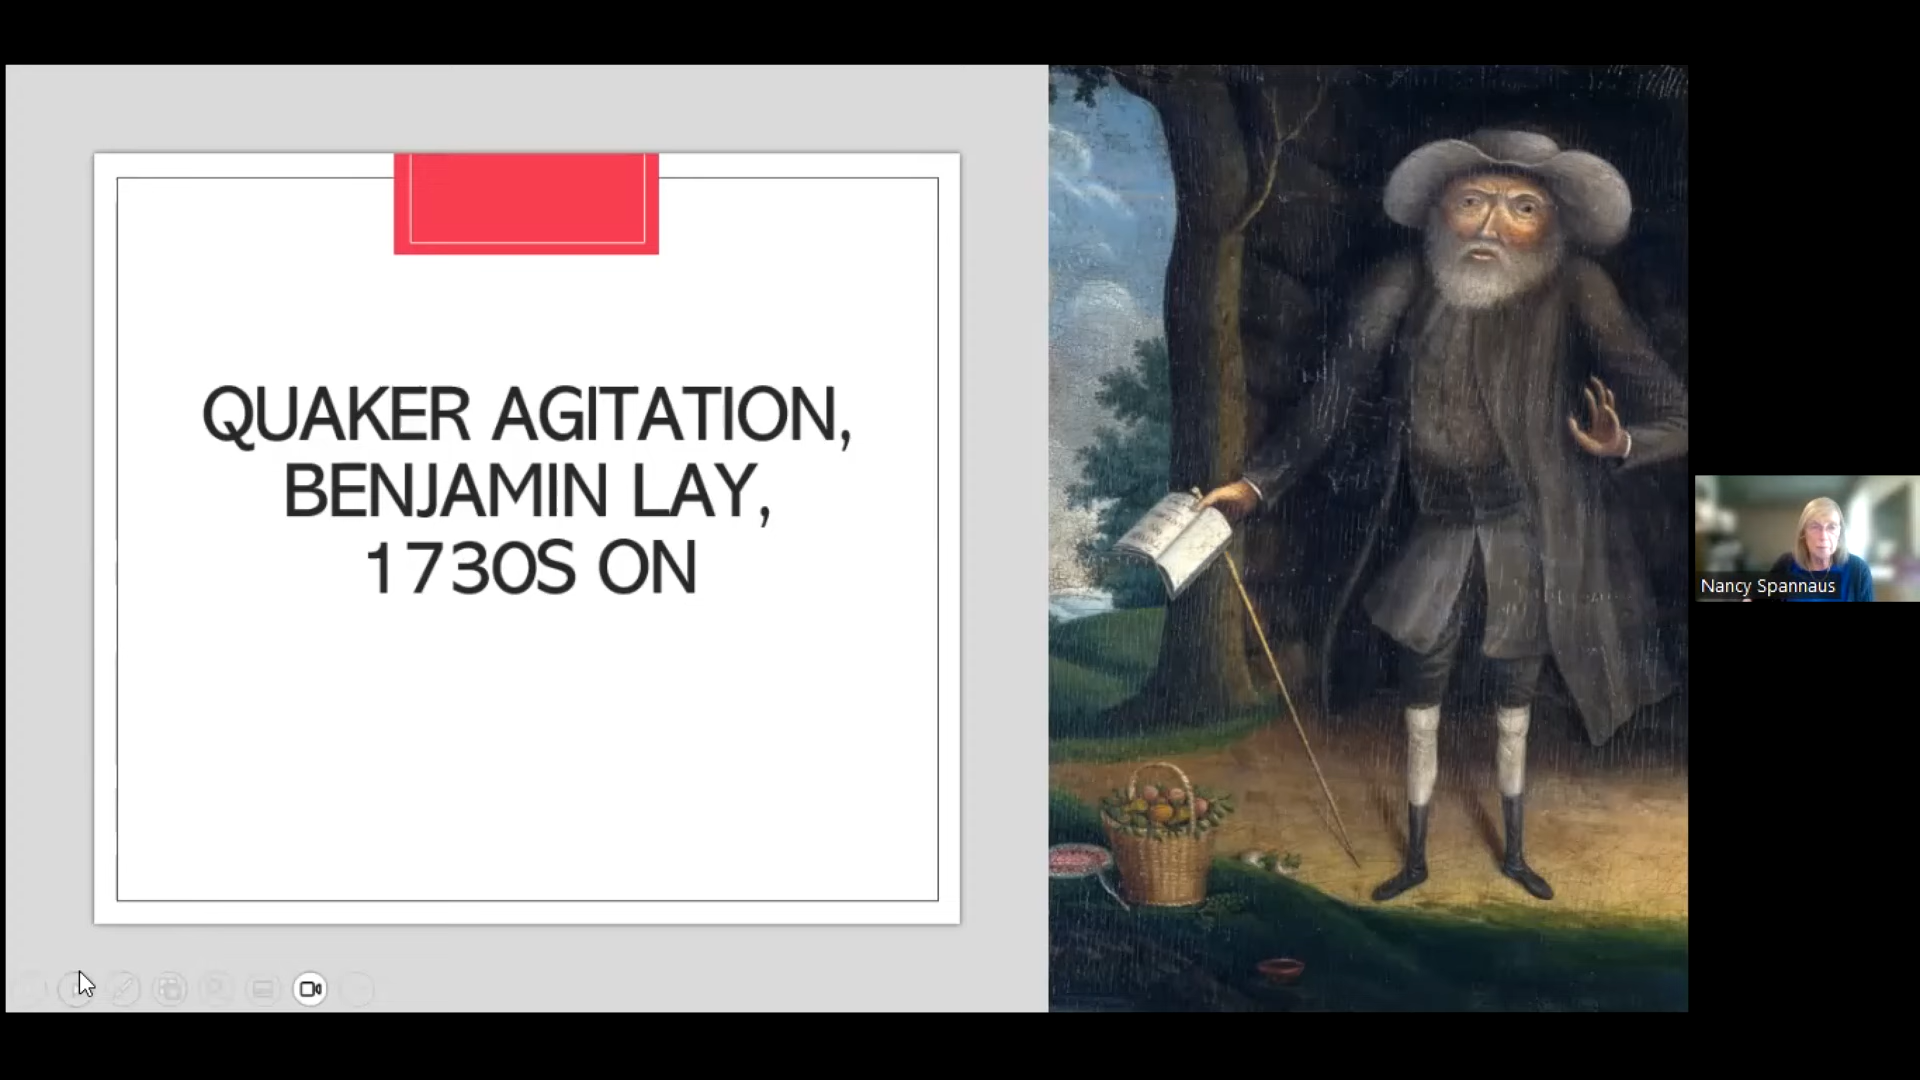 QUAKER AGITATION,
BENJAMIN LAY,
1730S ON
Nancy Spannaus